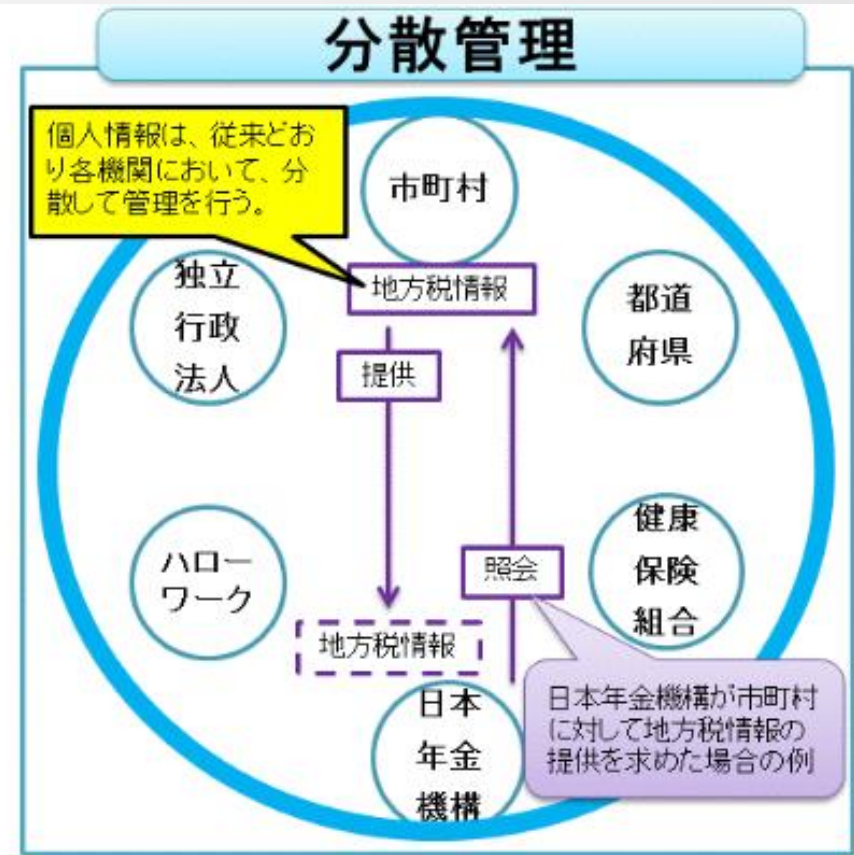 分散管理
個人情報は、従来どお
り各機関において、分
散して管理を行う。
市町村
独立
行政
法人
地方税情報
都道
府県
提供
ハロー
ワーク
照会
健康
保険
組合
地方税情報
日本
年金
機構
日本年金機構が市町村
に対して地方税情報の
提供を求めた場合の例